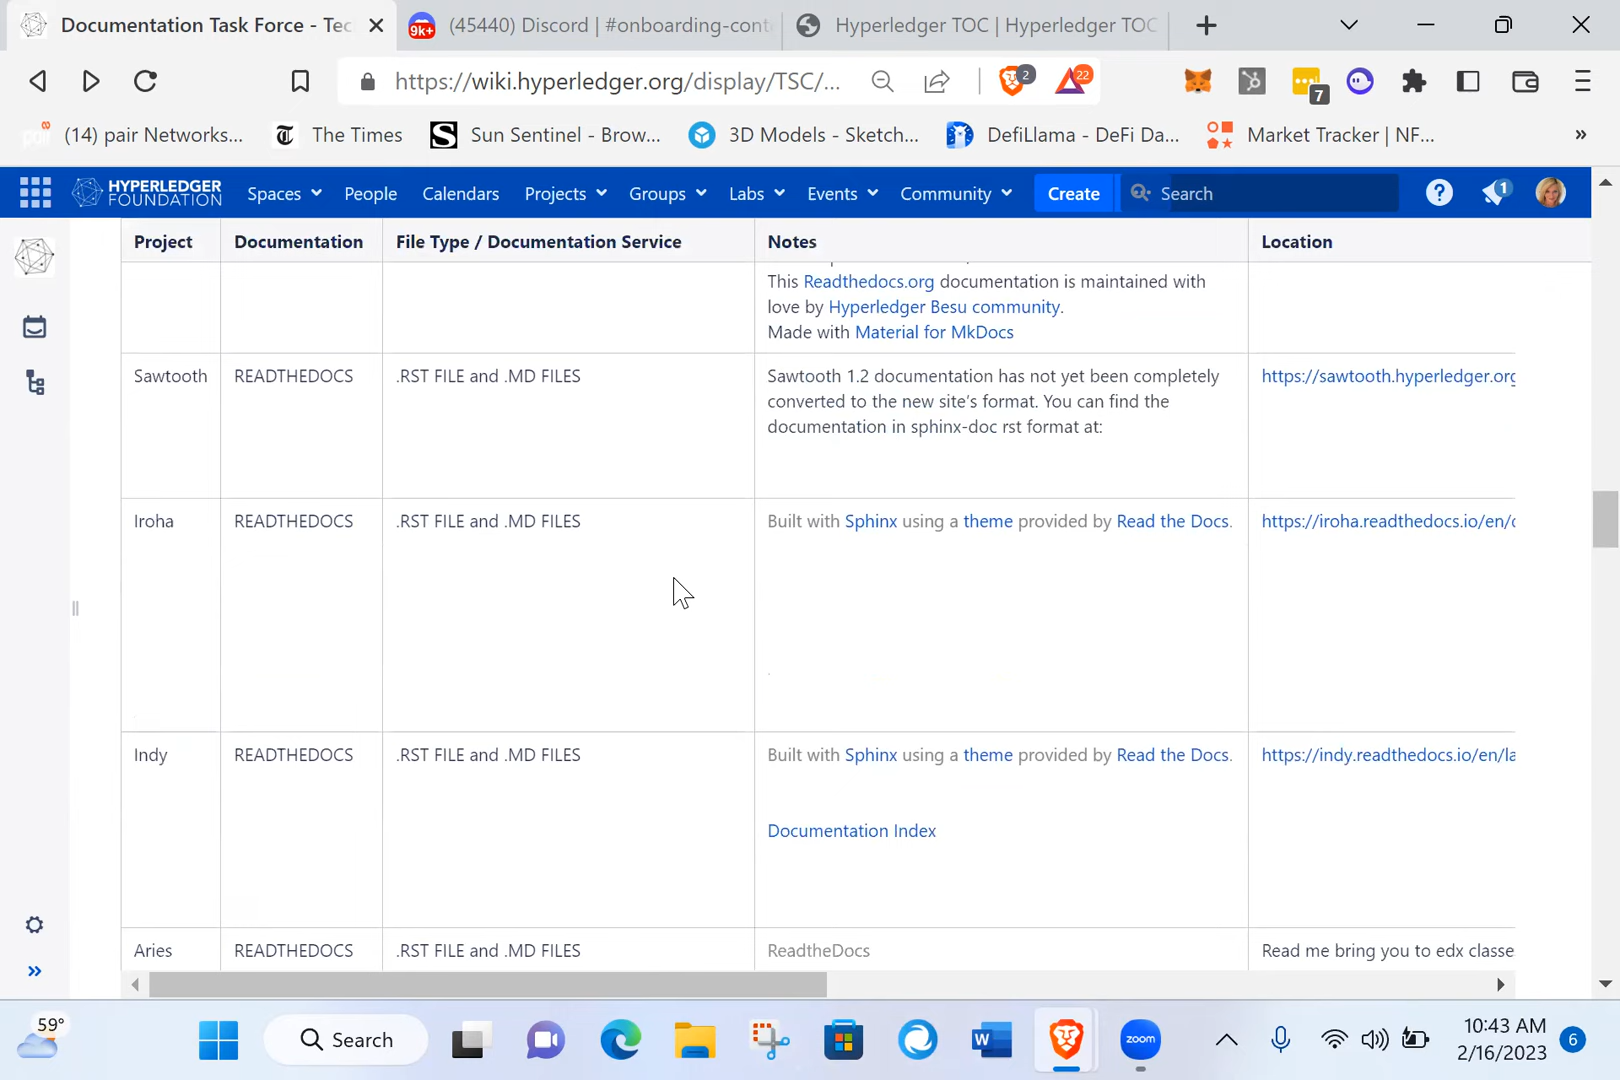 Documentation Task Force - Tec
(45440) Discord | #onboarding-cont
Hyperledger TOC | Hyperledger TOC
9k+
https://wiki.hyperledger.org/display/TSC/...
2
22
7
pair
(14) pair Networks...
The Times
Sun Sentinel - Brow...
3D Models - Sketch...
DefiLlama - DeFi Da...
Market Tracker | NF...
»
HYPERLEDGER
FOUNDATION
Spaces
People
Calendars
Projects
Groups
Labs
Events
Community
Create
Search
1
Project
Documentation
File Type / Documentation Service
Notes
Location
This Readthedocs.org documentation is maintained with
love by Hyperledger Besu community.
Made with Material for MkDocs
Sawtooth
READTHEDOCS
.RST FILE and .MD FILES
Sawtooth 1.2 documentation has not yet been completely
converted to the new site's format. You can find the
documentation in sphinx-doc rst format at:
https://sawtooth.hyperledger.org
Iroha
READTHEDOCS
.RST FILE and .MD FILES
Built with Sphinx using a theme provided by Read the Docs.
https://iroha.readthedocs.io/en/
Indy
READTHEDOCS
.RST FILE and .MD FILES
Built with Sphinx using a theme provided by Read the Docs.
Documentation Index
https://indy.readthedocs.io/en/la
Aries
READTHEDOCS
.RST FILE and .MD FILES
ReadtheDocs
Read me bring you to edx classe
59°
Search
zoom
10:43 AM
2/16/2023
6